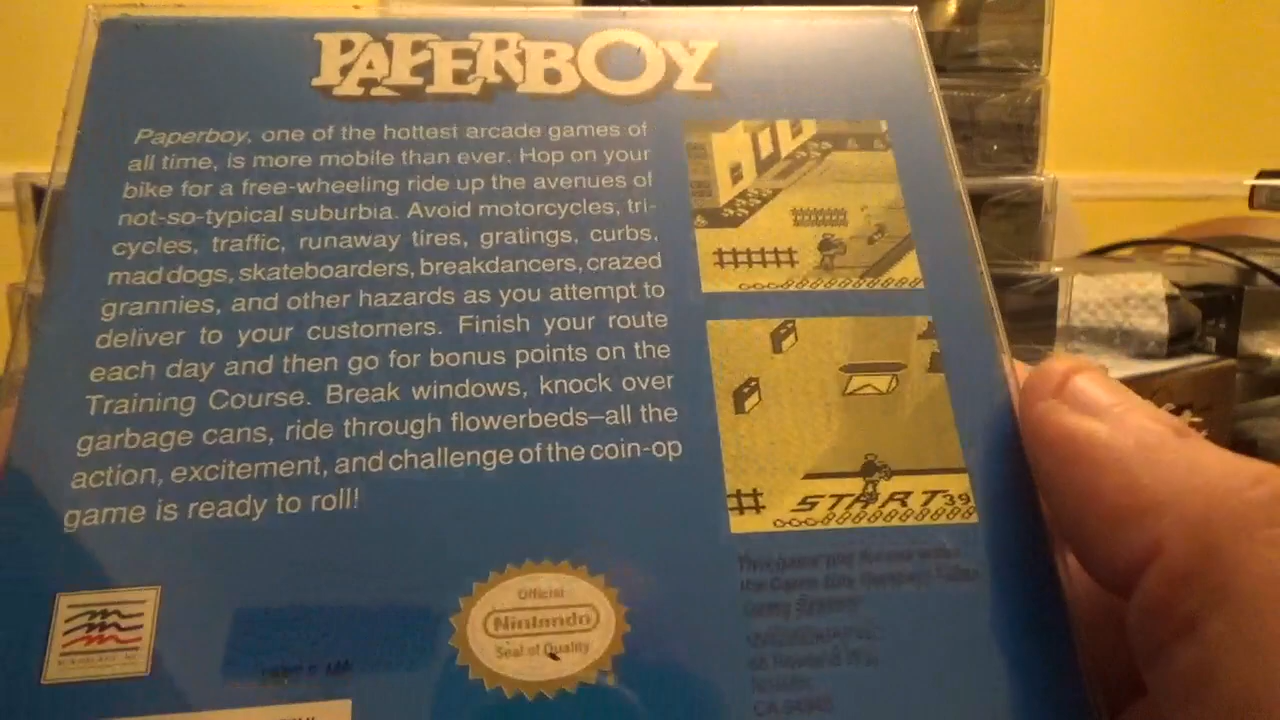 PAPERBOY
Paperboy, one of the hottest arcade games of
all time, is more mobile than ever. Hop on your
bike for a free-wheeling ride up the avenues of
not-so-typical suburbia. Avoid motorcycles, tri-
cycles, traffic, runaway tires, gratings, curbs,
mad dogs, skateboarders, breakdancers, crazed
grannies, and other hazards as you attempt to
deliver to your customers. Finish your route
each day and then go for bonus points on the
Training Course. Break windows, knock over
garbage cans, ride through flowerbeds—all the
action, excitement, and challenge of the coin-op
game is ready to roll!
START 39
Official
Nintendo
Seal of Quality
CA 94945